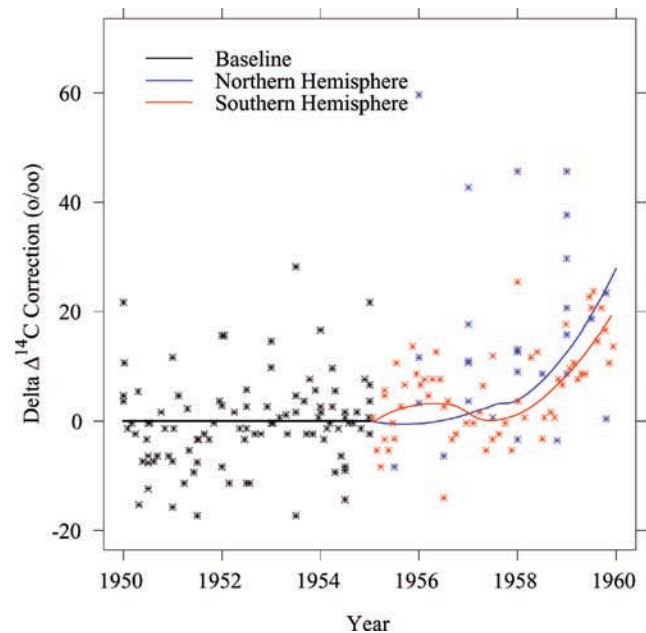 Baseline
Northern Hemisphere
Southern Hemisphere
60
40
20
0
-20
Delta Δ¹⁴C Correction (o/oo)
1950 1952 1954 1956 1958 1960
Year